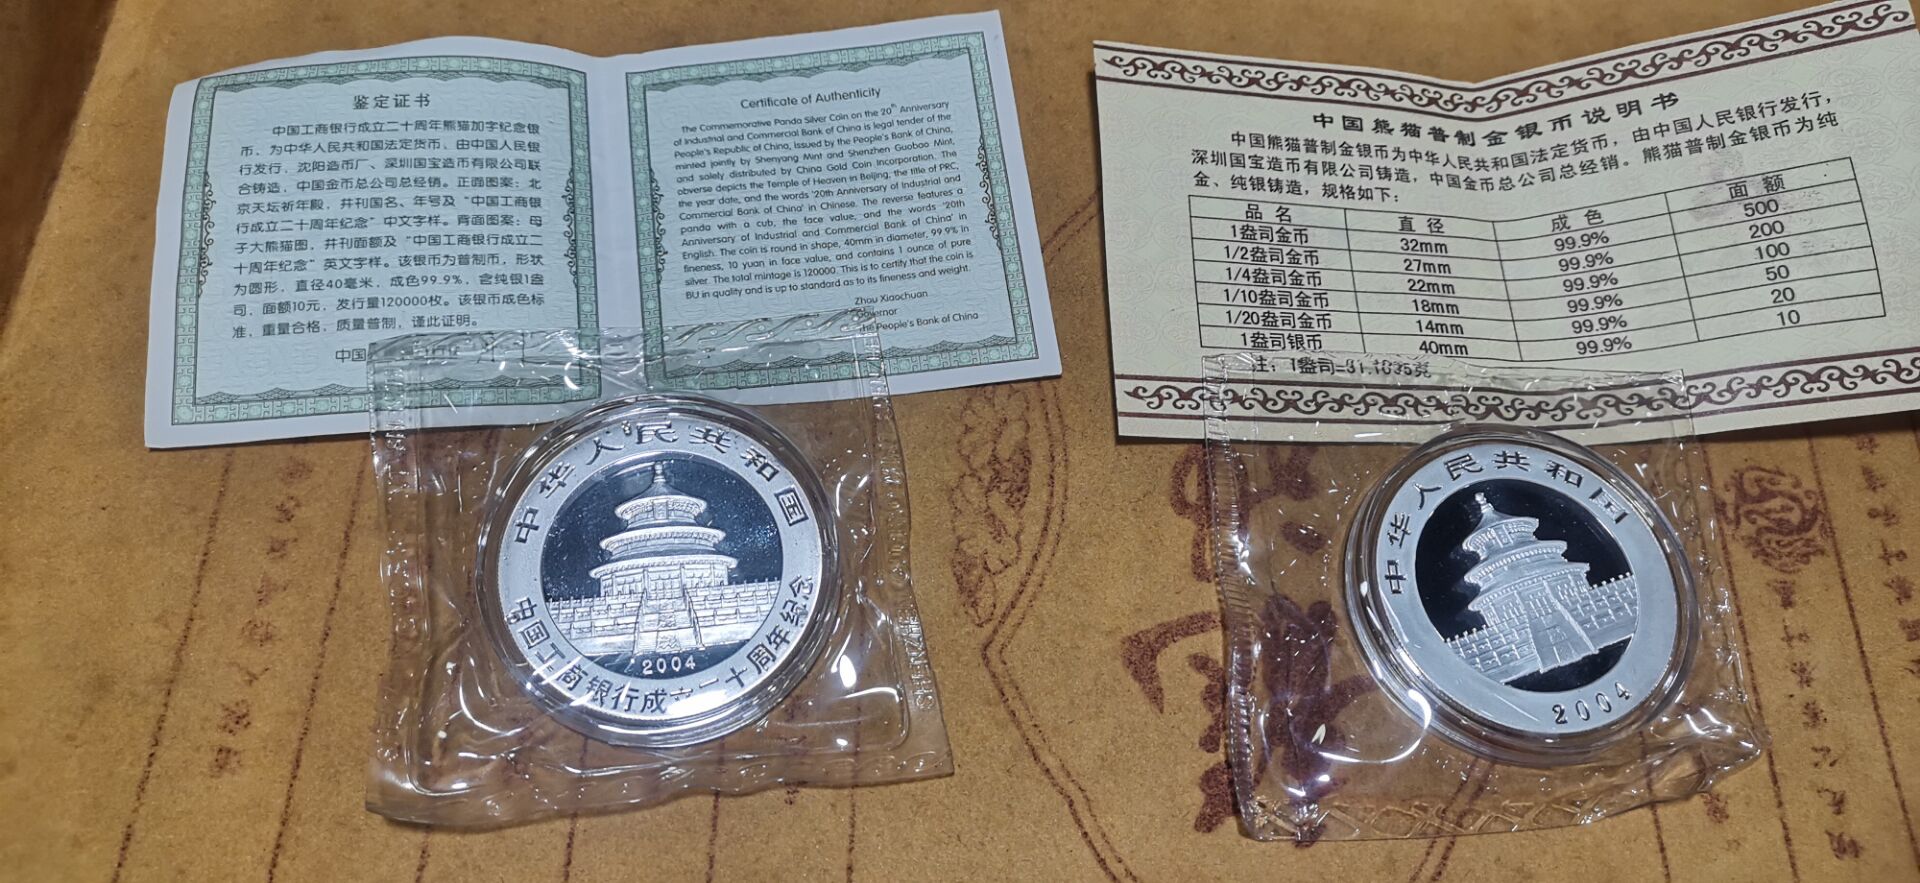 鉴定证书
中国工商银行成立二十周年熊猫加字纪念银
币，为中华人民共和国法定货币，由中国人民银
行发行，沈阳造币厂、深圳国宝造币有限公司联
合铸造，中国金币总公司总经销。正面图案：北
京天坛祈年殿，并刊国名、年号及“中国工商银
行成立二十周年纪念”中文字样。背面图案：母
子大熊猫图，并刊面额及“中国工商银行成立二
十周年纪念”英文字样。该银币为普制币，形状
为圆形，直径40毫米，成色99.9%，含纯银1盎
司，面额10元，发行量120000枚。该银币成色标
准，重量合格，质量普制，谨此证明。
中国
Certificate of Authenticity
The Commemorative Panda Silver Coin on the 20th Anniversary
of Industrial and Commercial Bank of China is legal tender of the
People's Republic of China, issued by the People's Bank of China,
minted jointly by Shenyang Mint and Shenzhen Guobao Mint,
and solely distributed by China Gold Coin Incorporation. The
obverse depicts the Temple of Heaven in Beijing, the title of PRC,
the year date, and the words '20th Anniversary of Industrial and
Commercial Bank of China' in Chinese. The reverse features a
panda with a cub, the face value, and the words '20th
Anniversary of Industrial and Commercial Bank of China' in
English. The coin is round in shape, 40mm in diameter, 99.9% in
fineness, 10 yuan in face value, and contains 1 ounce of pure
silver. The total mintage is 120000. This is to certify that the coin is
BU in quality and is up to standard as to its fineness and weight.
Zhou Xiaochuan
Governor
The People's Bank of China
中国熊猫普制金银币说明书
中国熊猫普制金银币为中华人民共和国法定货币，由中国人民银行发行，
深圳国宝造币有限公司铸造，中国金币总公司总经销。熊猫普制金银币为纯
金、纯银铸造，规格如下：
品名 直径 成色 面额
1盎司金币 32mm 99.9% 500
1/2盎司金币 27mm 99.9% 200
1/4盎司金币 22mm 99.9% 100
1/10盎司金币 18mm 99.9% 50
1/20盎司金币 14mm 99.9% 20
1盎司银币 40mm 99.9% 10
注：1盎司=31.1035克
中华人民共和国
2004
中国工商银行成立二十周年纪念
中华人民共和国
2004